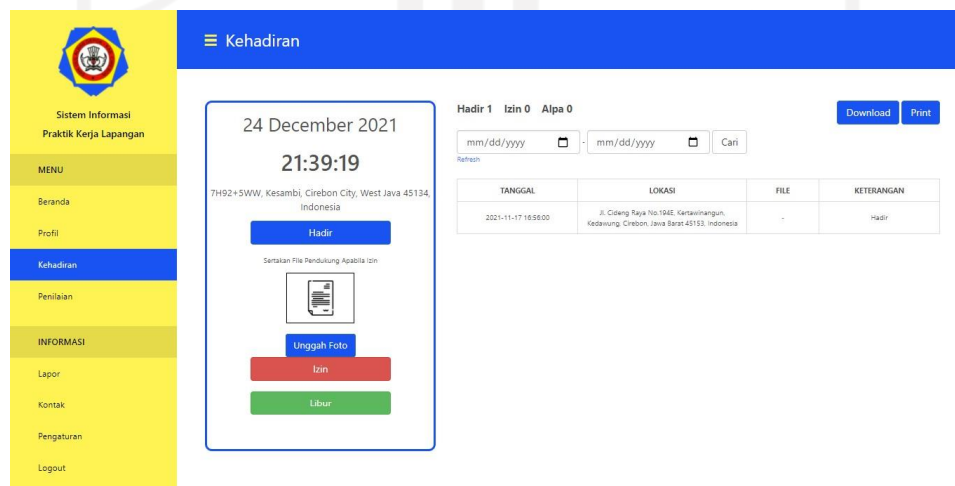 Sistem Informasi
Praktik Kerja Lapangan
MENU
Beranda
Profil
Kehadiran
Penilaian
INFORMASI
Lapor
Kontak
Pengaturan
Logout
Kehadiran
24 December 2021
21:39:19
7H92+5WW, Kesambi, Cirebon City, West Java 45134,
Indonesia
Hadir
Sertakan File Pendukung Apabila Izin
Unggah Foto
Izin
Libur
Hadir 1 Izin 0 Alpa 0
Download Print
mm/dd/yyyy - mm/dd/yyyy Cari
Refresh
TANGGAL LOKASI FILE KETERANGAN
2021-11-17 16:56:00 Jl. Cideng Raya No.194E, Kertawinangun, - Hadir
Kedawung, Cirebon, Jawa Barat 45153, Indonesia